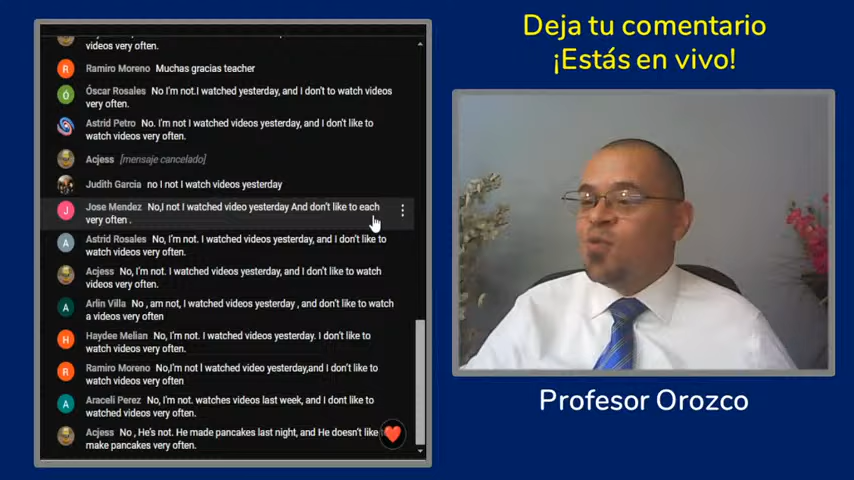 Deja tu comentario
¡Estás en vivo!
videos very often.
Ramiro Moreno Muchas gracias teacher
Óscar Rosales No I'm not.I watched yesterday, and I don't to watch videos
very often.
Astrid Petro No. I'm not I watched videos yesterday, and I don't like to
watch videos very often.
Acjess [mensaje cancelado]
Judith Garcia no I not I watch videos yesterday
Jose Mendez No,I not I watched video yesterday And don't like to each
very often .
Astrid Rosales No, I'm not. I watched videos yesterday, and I don't like to
watch videos very often.
Acjess No, I'm not. I watched videos yesterday, and I don't like to watch
videos very often.
Arlin Villa No , am not, I watched yesterday , and don't like to watch
a videos very often
Haydee Melian No, I'm not. I watched videos yesterday. I don't like to
watch videos very often.
Ramiro Moreno No,I'm not I watched video yesterday,and I don't like to
watch videos very often
Araceli Perez No, I'm not. watches videos last week, and I dont like to
watched videos very often.
Acjess No , He's not. He made pancakes last night, and He doesn't like
make pancakes very often.
Profesor Orozco